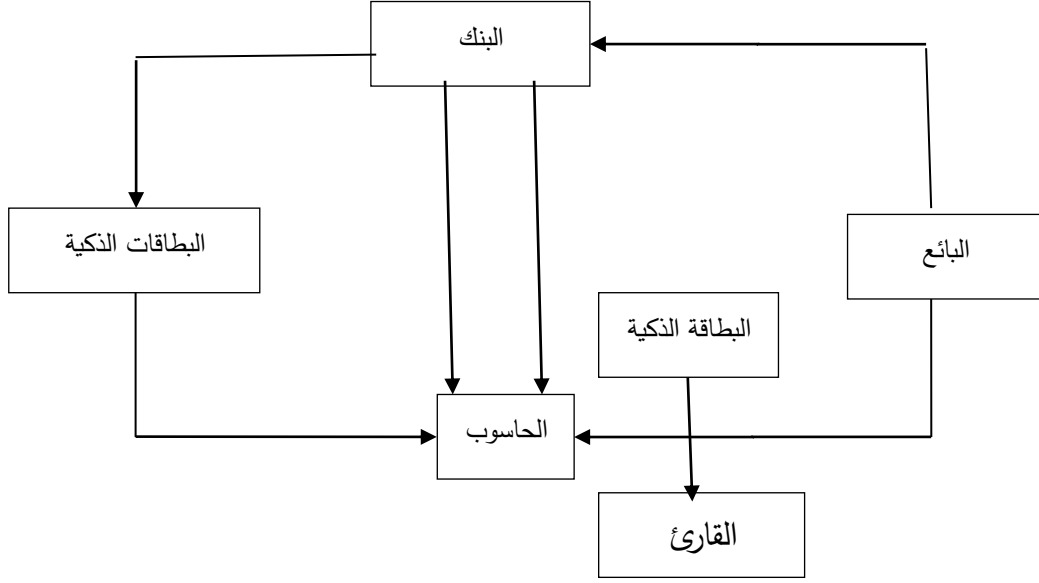 البنك
البطاقات الذكية
البائع
البطاقة الذكية
الحاسوب
القارئ